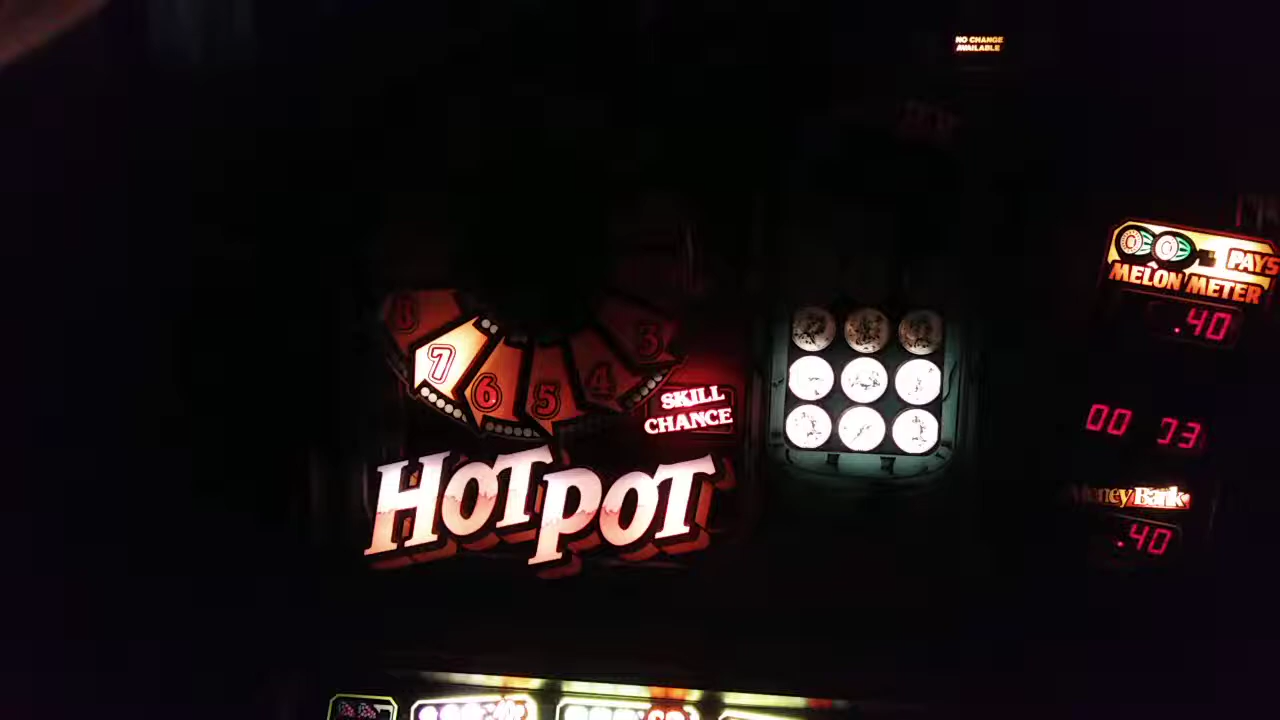 NO CHANGE
AVAILABLE
PAYS
MELON METER
.40
8
7
6
5
4
3
SKILL
CHANCE
HOTPOT
00 73
Money Bank
.40